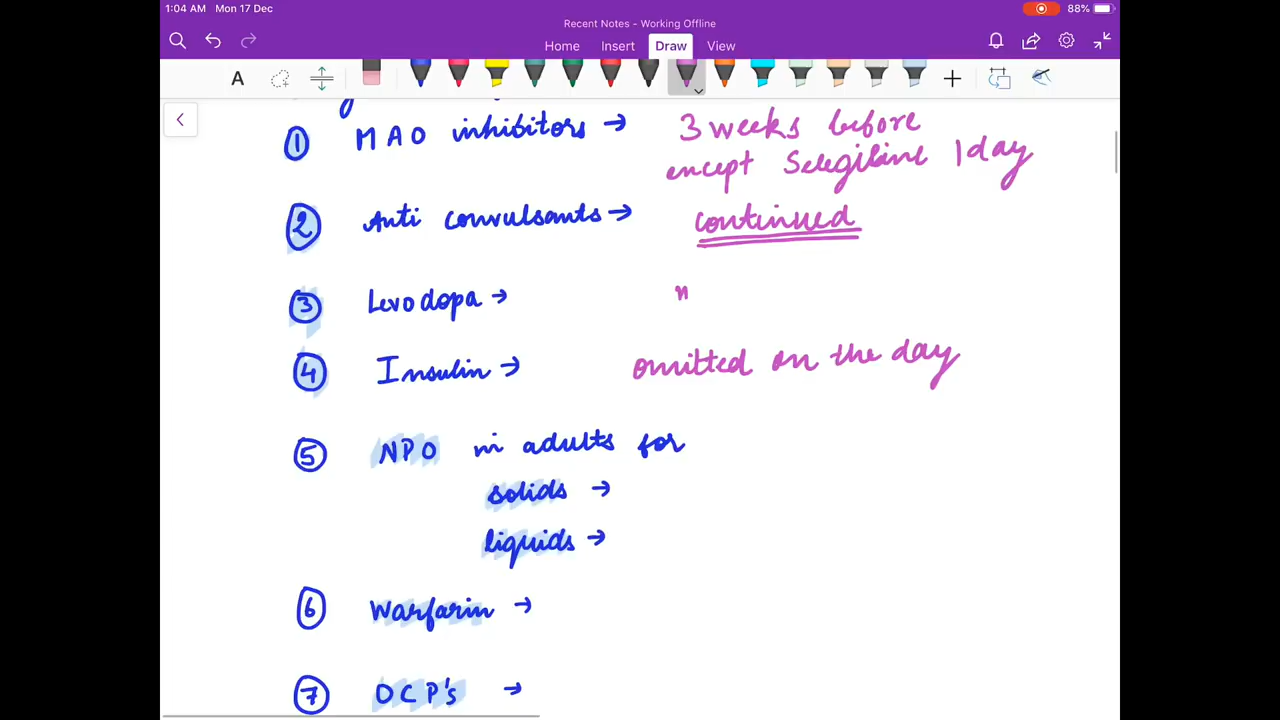 1:04 AM Mon 17 Dec
88%
Recent Notes - Working Offline
Home Insert Draw View
A
① MAO inhibitors → 3 weeks before
except Selegiline 1day
② Anti convulsants → continued
③ Levodopa → n
④ Insulin → omitted on the day
⑤ NPO in adults for
solids →
liquids →
⑥ Warfarin →
⑦ OCP's →